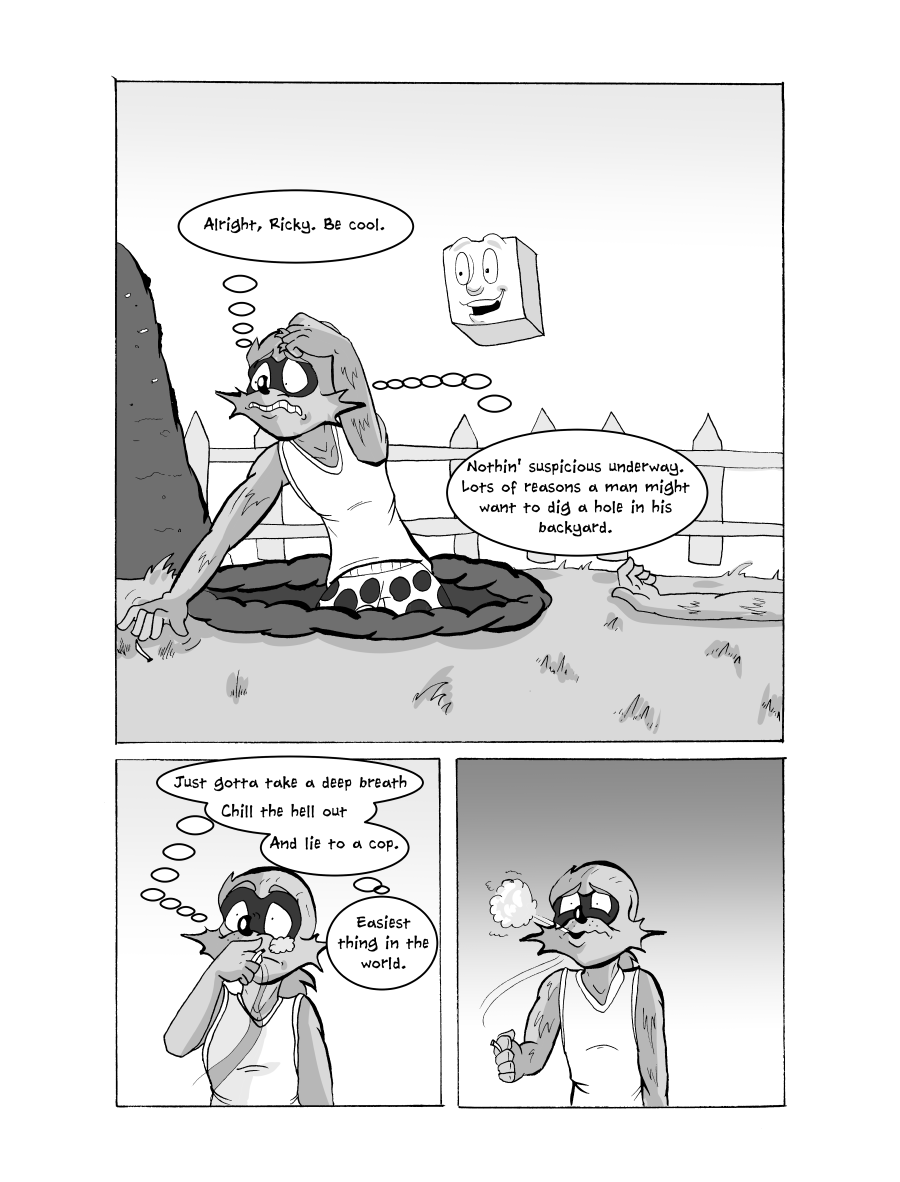 Alright, Ricky. Be cool.
Nothin' suspicious underway.
Lots of reasons a man might
want to dig a hole in his
backyard.
Just gotta take a deep breath
Chill the hell out
And lie to a cop.
Easiest
thing in the
world.